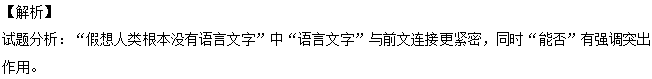 【解析】
试题分析：“假想人类根本没有语言文字”中“语言文字”与前文连接更紧密，同时“能否”有强调突出
作用。